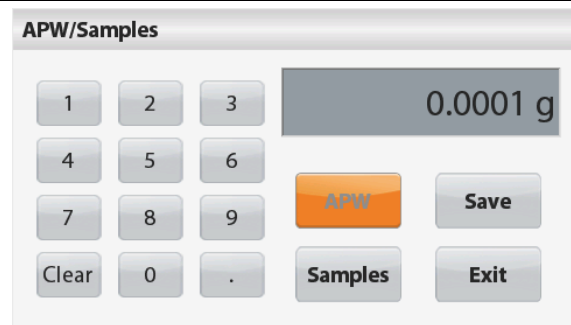 APW/Samples
1 2 3
0.0001 g
4 5 6
APW Save
7 8 9
Clear 0 .
Samples Exit